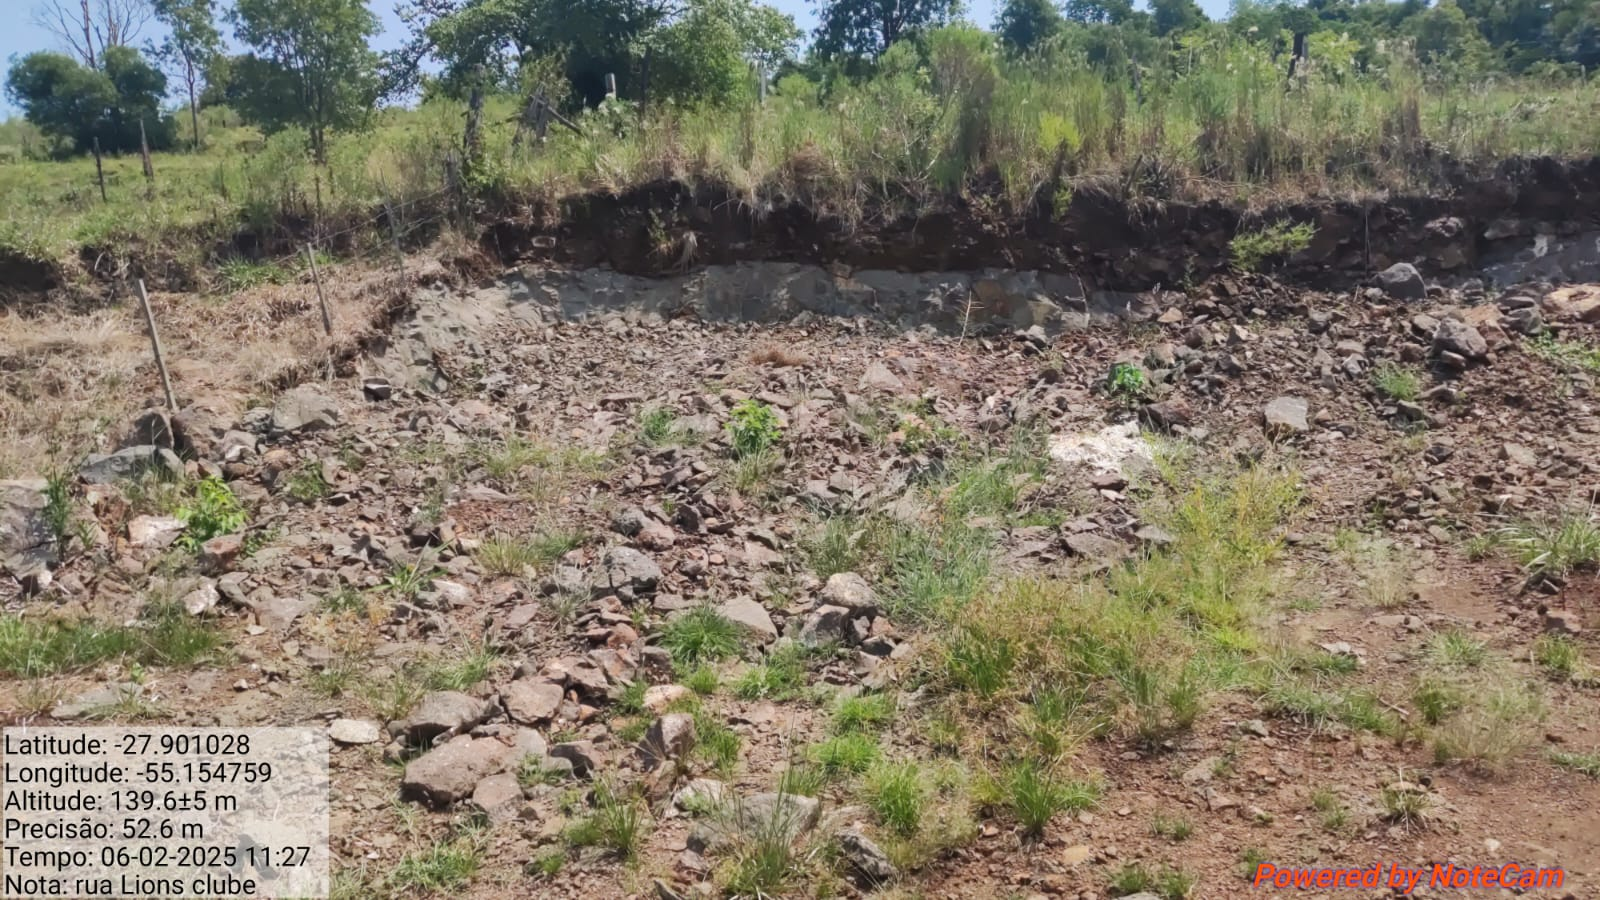 Latitude: -27.901028
Longitude: -55.154759
Altitude: 139.6±5 m
Precisão: 52.6 m
Tempo: 06-02-2025 11:27
Nota: rua Lions clube
Powered by NoteCam